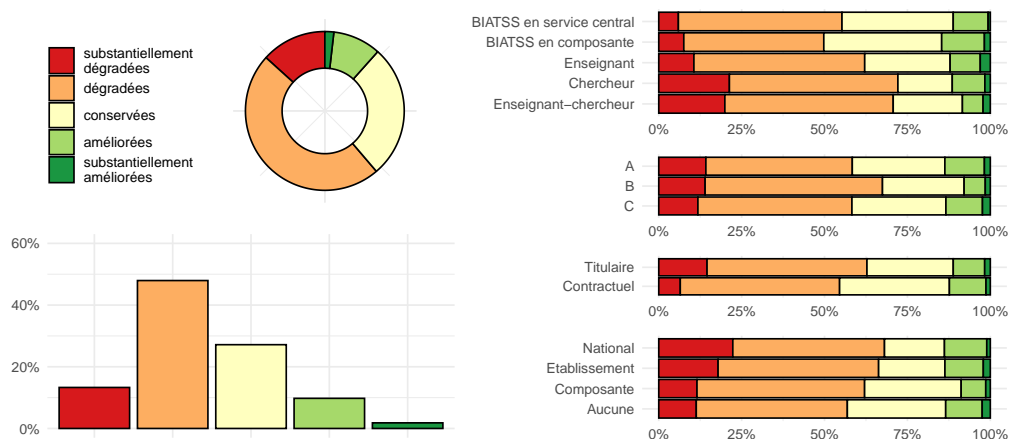 substantiellement
dégradées
dégradées
conservées
améliorées
substantiellement
améliorées
60%
40%
20%
0%
BIATSS en service central
BIATSS en composante
Enseignant
Chercheur
Enseignant−chercheur
0% 25% 50% 75% 100%
A
B
C
0% 25% 50% 75% 100%
Titulaire
Contractuel
0% 25% 50% 75% 100%
National
Etablissement
Composante
Aucune
0% 25% 50% 75% 100%